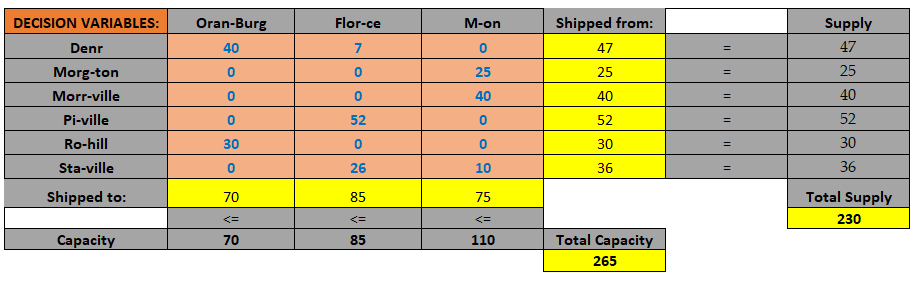 DECISION VARIABLES: Oran-Burg Flor-ce M-on Shipped from: Supply
Denr 40 7 0 47 = 47
Morg-ton 0 0 25 25 = 25
Morr-ville 0 0 40 40 = 40
Pi-ville 0 52 0 52 = 52
Ro-hill 30 0 0 30 = 30
Sta-ville 0 26 10 36 = 36
Shipped to: 70 85 75 Total Supply
<= <= <= 230
Capacity 70 85 110 Total Capacity
265